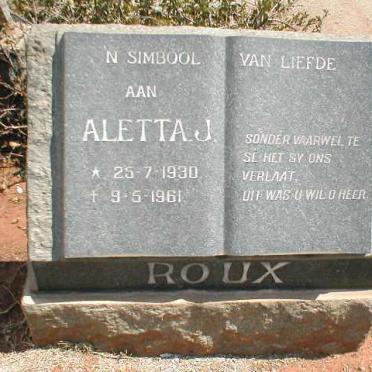 'N SIMBOOL VAN LIEFDE
AAN
ALETTA.J.
* 25-7-1930
† 9-5-1961
SONDER VAARWEL TE
SE HET SY ONS
VERLAAT.
DIT WAS U WIL O HEER
ROUX